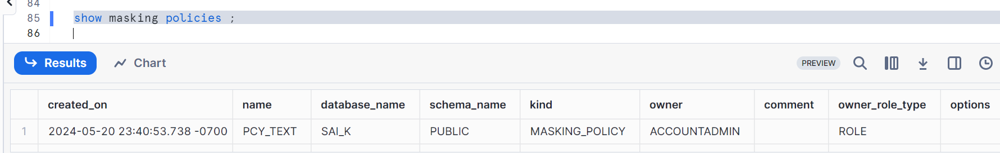 84
85 show masking policies ;
86
Results Chart PREVIEW
created_on name database_name schema_name kind owner comment owner_role_type options
1 2024-05-20 23:40:53.738 -0700 PCY_TEXT SAI_K PUBLIC MASKING_POLICY ACCOUNTADMIN ROLE